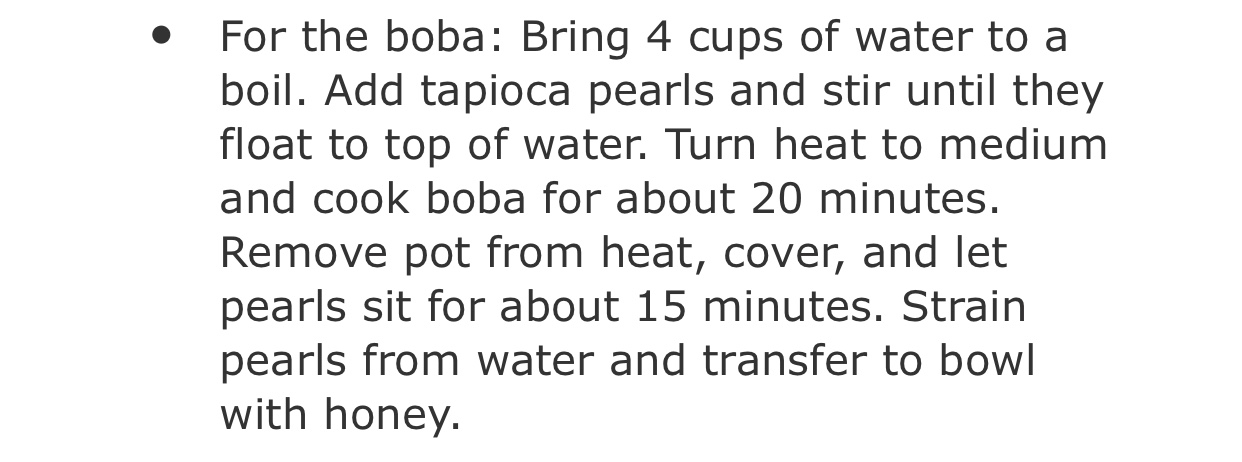 • For the boba: Bring 4 cups of water to a
boil. Add tapioca pearls and stir until they
float to top of water. Turn heat to medium
and cook boba for about 20 minutes.
Remove pot from heat, cover, and let
pearls sit for about 15 minutes. Strain
pearls from water and transfer to bowl
with honey.